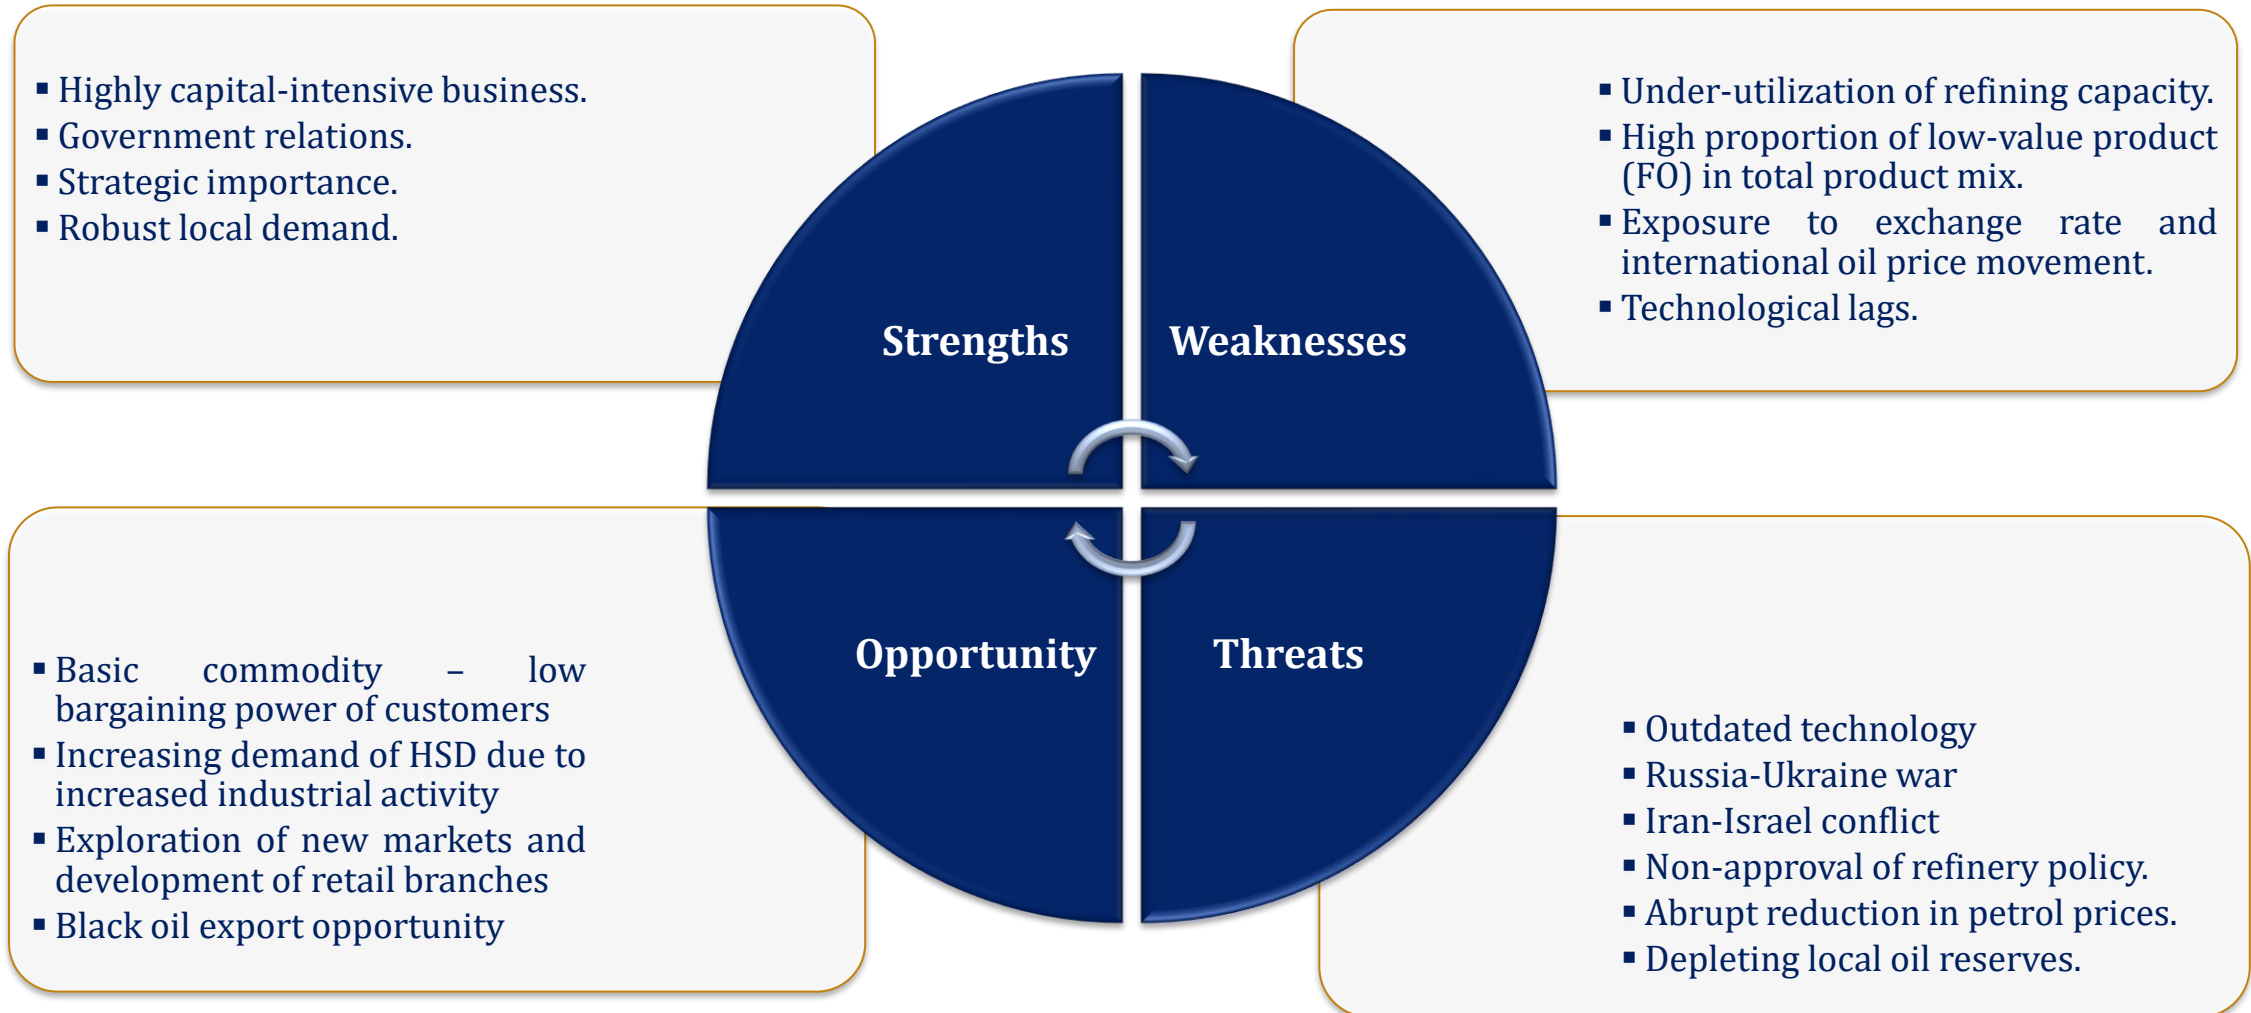 ▪ Highly capital-intensive business.
▪ Government relations.
▪ Strategic importance.
▪ Robust local demand.
Strengths
▪ Under-utilization of refining capacity.
▪ High proportion of low-value product
(FO) in total product mix.
▪ Exposure to exchange rate and
international oil price movement.
▪ Technological lags.
Weaknesses
▪ Basic commodity – low
bargaining power of customers
▪ Increasing demand of HSD due to
increased industrial activity
▪ Exploration of new markets and
development of retail branches
▪ Black oil export opportunity
Opportunity
Threats
▪ Outdated technology
▪ Russia-Ukraine war
▪ Iran-Israel conflict
▪ Non-approval of refinery policy.
▪ Abrupt reduction in petrol prices.
▪ Depleting local oil reserves.